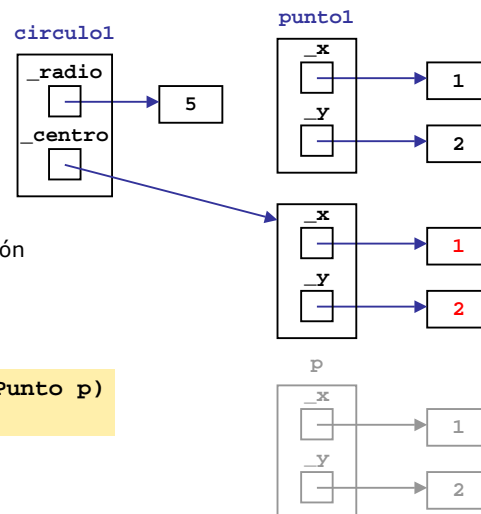 punto1
circulo1
_x
_radio
1
5
_y
_centro
2
_x
1
ón
_y
2
p
Punto p)
_x
1
_y
2